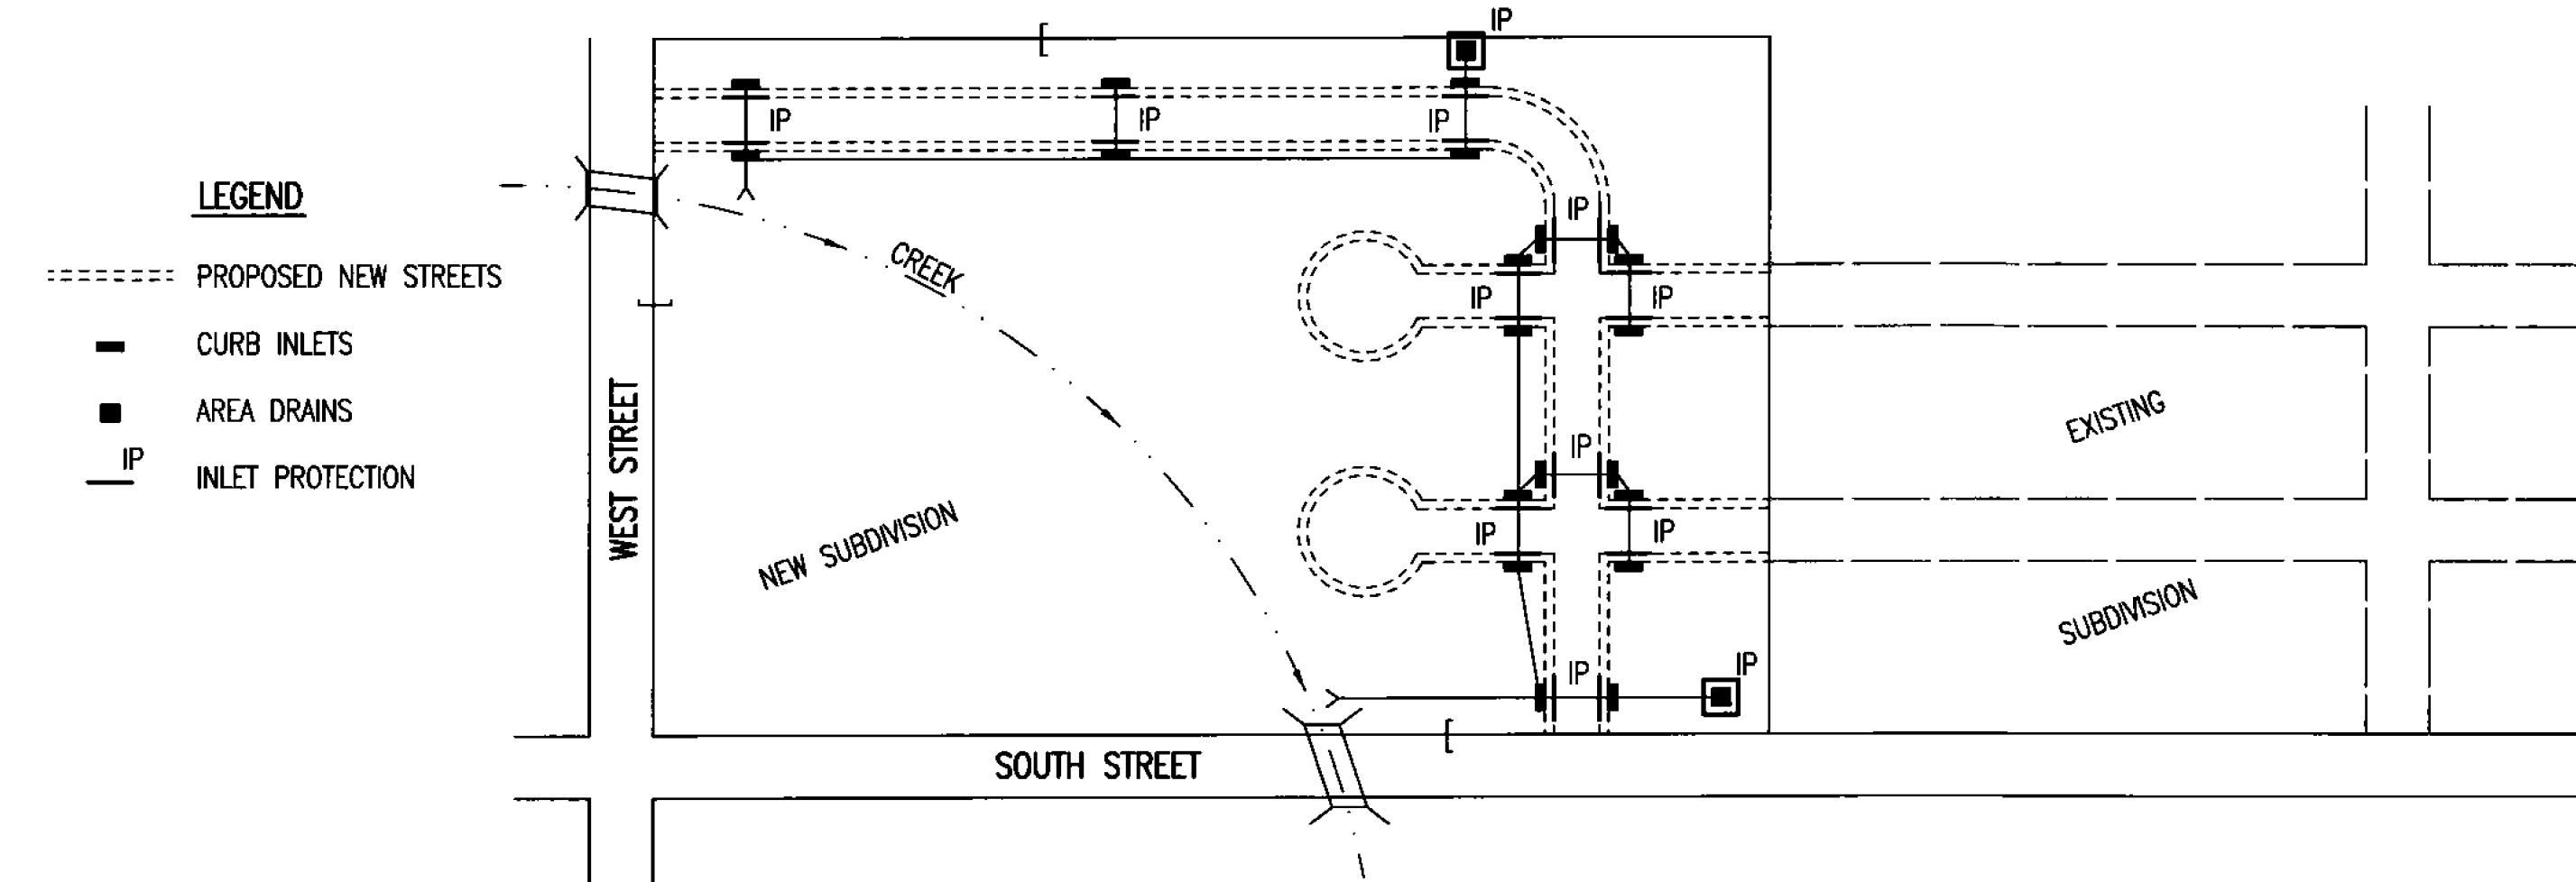 IP
IP
IP
IP
LEGEND
IP
CREEK
PROPOSED NEW STREETS
IP
IP
CURB INLETS
AREA DRAINS
EXISTING
WEST STREET
IP
IP
INLET PROTECTION
NEW SUBDIVISION
IP
IP
SUBDIVISION
IP
IP
SOUTH STREET